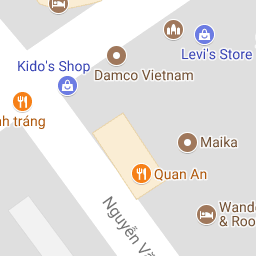 Levi's Store
Kido's Shop
Damco Vietnam
nh tráng
Maika
Quan An
Nguyễn Vă
Wande
& Roo